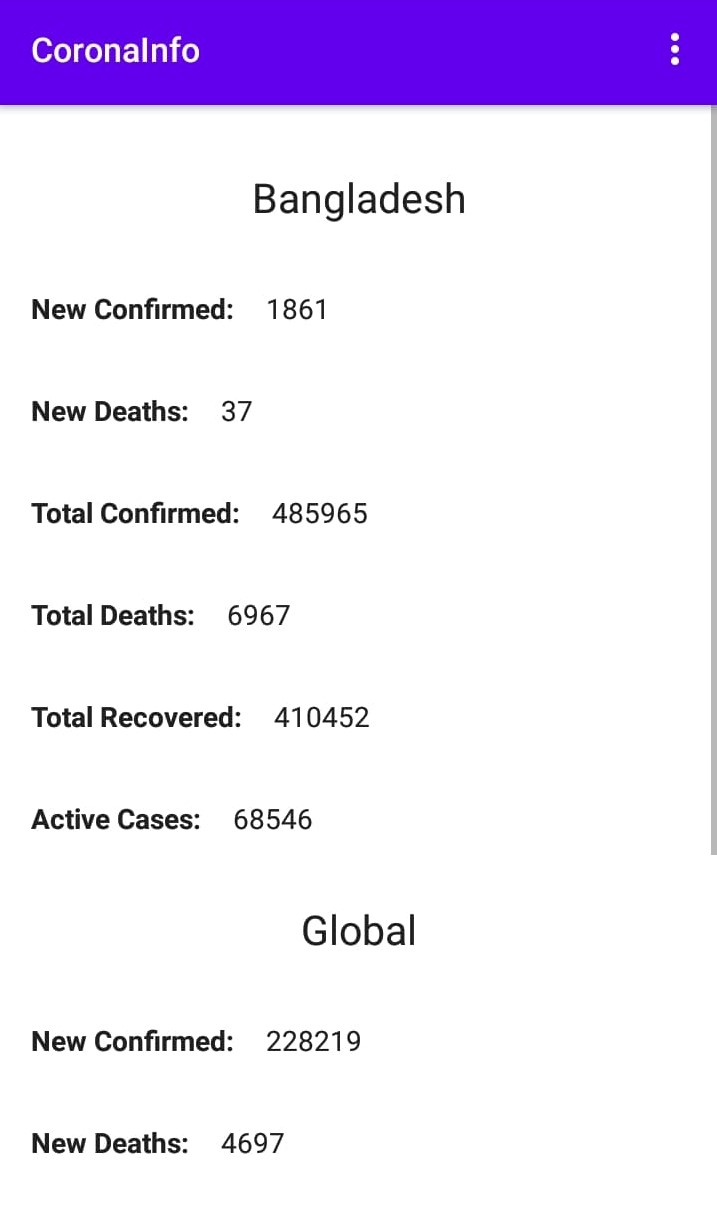 CoronaInfo
Bangladesh
New Confirmed: 1861
New Deaths: 37
Total Confirmed: 485965
Total Deaths: 6967
Total Recovered: 410452
Active Cases: 68546
Global
New Confirmed: 228219
New Deaths: 4697